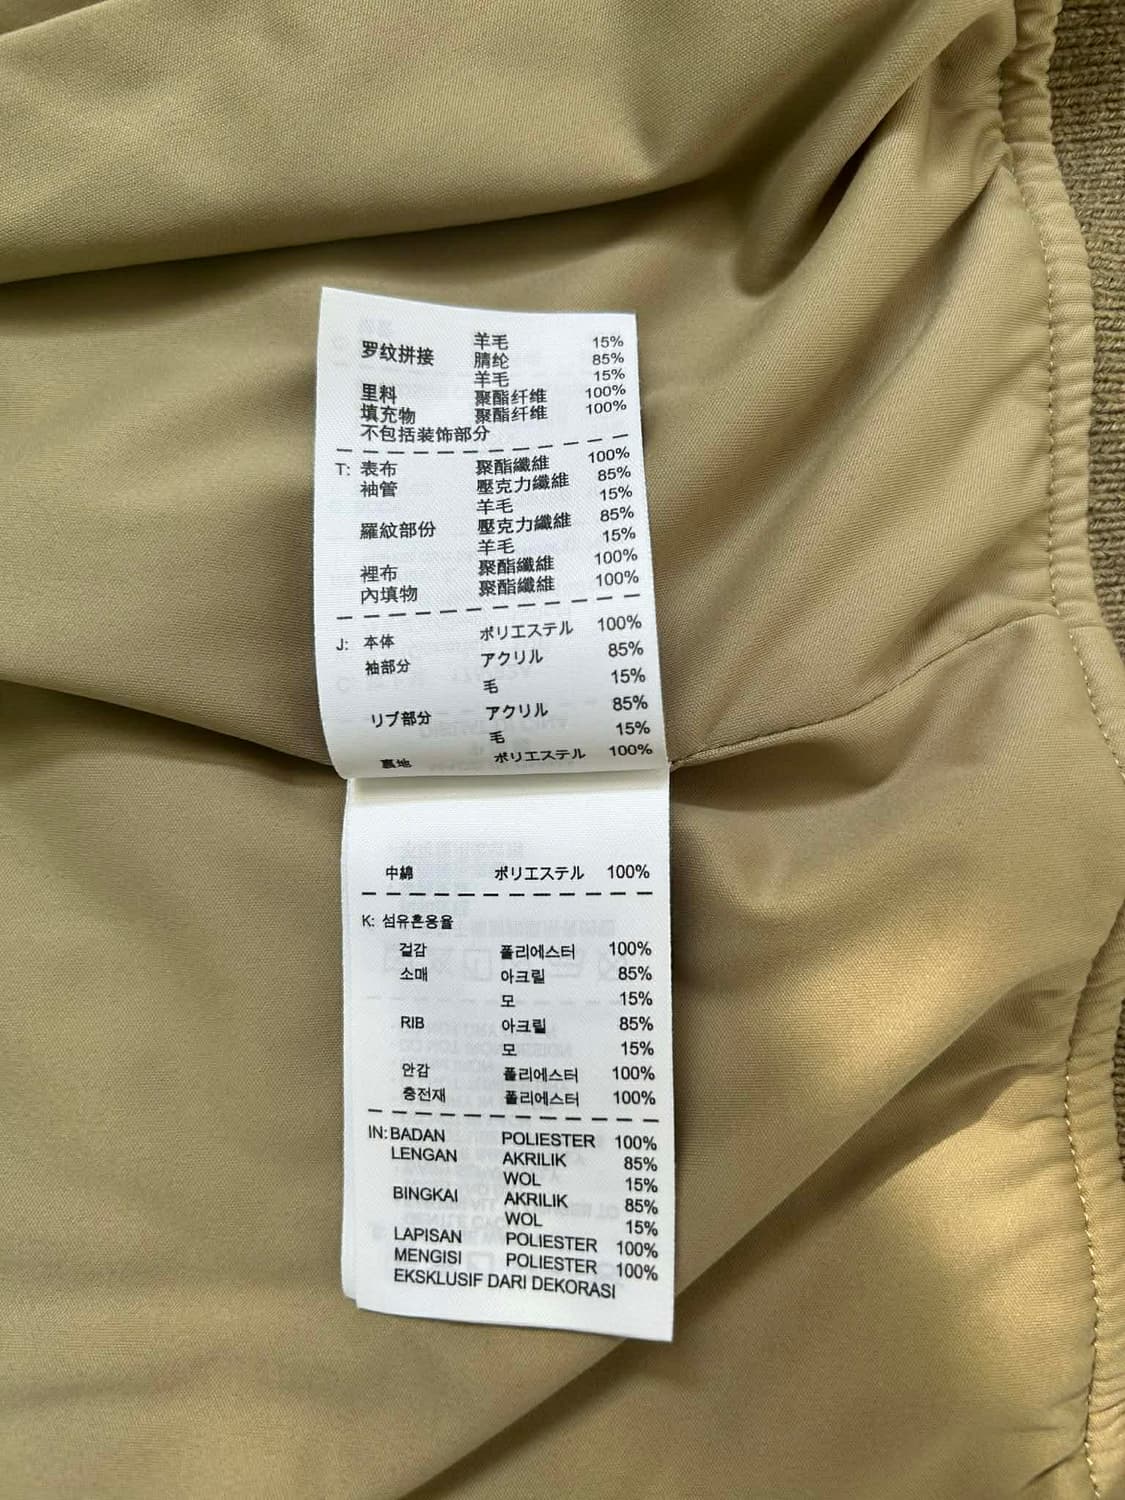 羊毛 15%
罗纹拼接 腈纶 85%
羊毛 15%
里料 聚酯纤维 100%
填充物 聚酯纤维 100%
不包括装饰部分
T: 表布 聚酯纖維 100%
袖管 壓克力纖維 85%
羊毛 15%
羅紋部份 壓克力纖維 85%
羊毛 15%
裡布 聚酯纖維 100%
內填物 聚酯纖維 100%
J: 本体 ポリエステル 100%
袖部分 アクリル 85%
毛 15%
リブ部分 アクリル 85%
毛 15%
裏地 ポリエステル 100%
中綿 ポリエステル 100%
K: 섬유혼용율
겉감 폴리에스터 100%
소매 아크릴 85%
모 15%
RIB 아크릴 85%
모 15%
안감 폴리에스터 100%
충전재 폴리에스터 100%
IN: BADAN POLIESTER 100%
LENGAN AKRILIK 85%
WOL 15%
BINGKAI AKRILIK 85%
WOL 15%
LAPISAN POLIESTER 100%
MENGISI POLIESTER 100%
EKSKLUSIF DARI DEKORASI